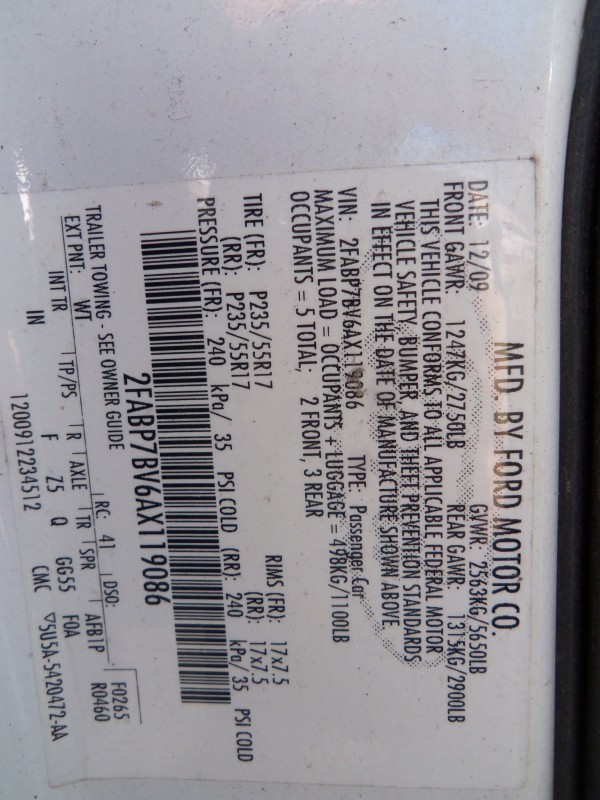 MFD. BY FORD MOTOR CO.
DATE: 12/09 GVWR: 2563KG/5650LB
FRONT GAWR: 1247KG/2750LB REAR GAWR: 1315KG/2900LB
THIS VEHICLE CONFORMS TO ALL APPLICABLE FEDERAL MOTOR
VEHICLE SAFETY, BUMPER, AND THEFT PREVENTION STANDARDS
IN EFFECT ON THE DATE OF MANUFACTURE SHOWN ABOVE.
VIN: 2FABP7BV6AX119086 TYPE: Passenger Car
MAXIMUM LOAD = OCCUPANTS + LUGGAGE = 498KG/1100LB
OCCUPANTS = 5 TOTAL; 2 FRONT, 3 REAR
TIRE (FR): P235/55R17 RIMS (FR): 17x7.5
(RR): P235/55R17 (RR): 17x7.5
PRESSURE (FR): 240 kPa/ 35 PSI COLD (RR): 240 kPa/ 35 PSI COLD
2FABP7BV6AX119086
TRAILER TOWING - SEE OWNER GUIDE
EXT PNT: WT RC: 41 DSO: F0265
AFB1P R0460
INT TR TP/PS R AXLE TR SPR
IN F Z5 Q GG55 FOA
1200912234512 CMC ▽5U5A-5420472-AA